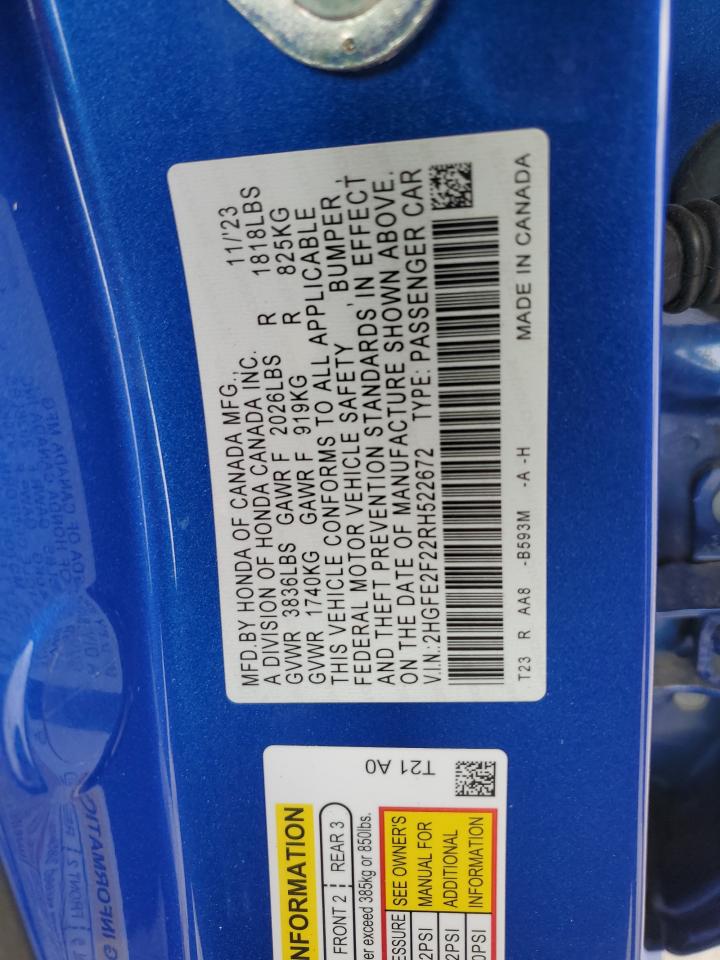 MFD.BY HONDA OF CANADA MFG., 11/'23
A DIVISION OF HONDA CANADA INC.
GVWR 3836LBS GAWR F 2026LBS R 1818LBS
GVWR 1740KG GAWR F 919KG R 825KG
THIS VEHICLE CONFORMS TO ALL APPLICABLE
FEDERAL MOTOR VEHICLE SAFETY, BUMPER,
AND THEFT PREVENTION STANDARDS IN EFFECT
ON THE DATE OF MANUFACTURE SHOWN ABOVE.
V.I.N.:2HGFE2F22RH522672 TYPE: PASSENGER CAR
T23 R AA8 -B593M -A -H MADE IN CANADA
T21 A0
FRONT 2 REAR 3
exceed 385kg or 850lbs.
SEE OWNER'S
MANUAL FOR
ADDITIONAL
INFORMATION